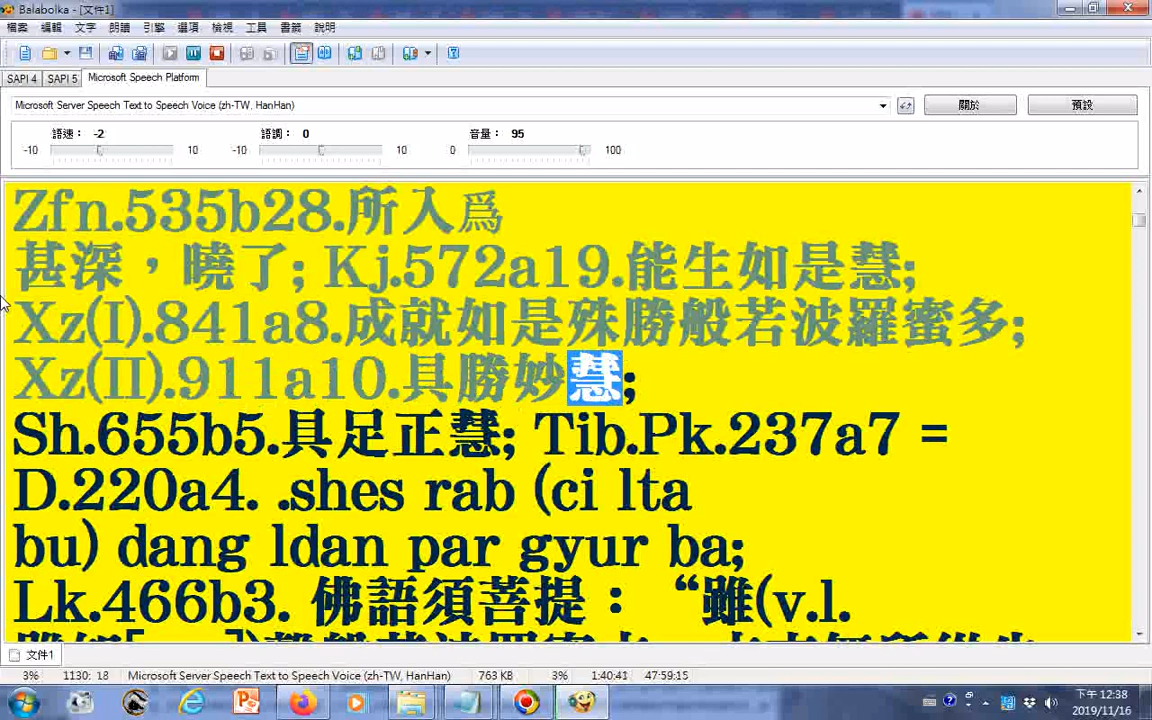 Balabolka - [文件1]
檔案 編輯 文字 朗讀 引擎 選項 檢視 工具 書籤 說明
SAPI 4 SAPI 5 Microsoft Speech Platform
Microsoft Server Speech Text to Speech Voice (zh-TW, HanHan) 關於 預設
語速： -2 語調： 0 音量： 95
-10 10 -10 10 0 100
Zfn.535b28.所入爲
甚深，曉了; Kj.572a19.能生如是慧;
Xz(I).841a8.成就如是殊勝般若波羅蜜多;
Xz(II).911a10.具勝妙慧;
Sh.655b5.具足正慧; Tib.Pk.237a7 =
D.220a4. .shes rab (ci lta
bu) dang ldan par gyur ba;
Lk.466b3. 佛語須菩提：“雖(v.l.
文件1
3% 1130: 18 Microsoft Server Speech Text to Speech Voice (zh-TW, HanHan) 763 KB 3% 1:40:41 47:59:15
下午 12:38
2019/11/16